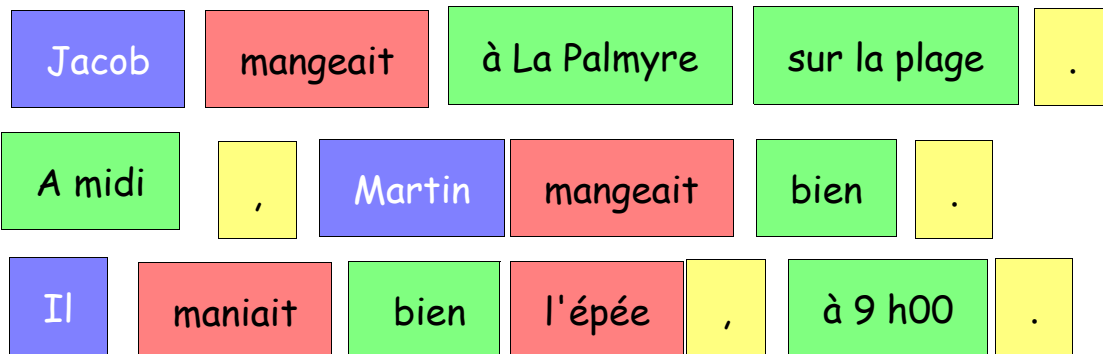 Jacob mangeait à La Palmyre sur la plage .
A midi , Martin mangeait bien .
Il maniait bien l'épée , à 9 h00 .